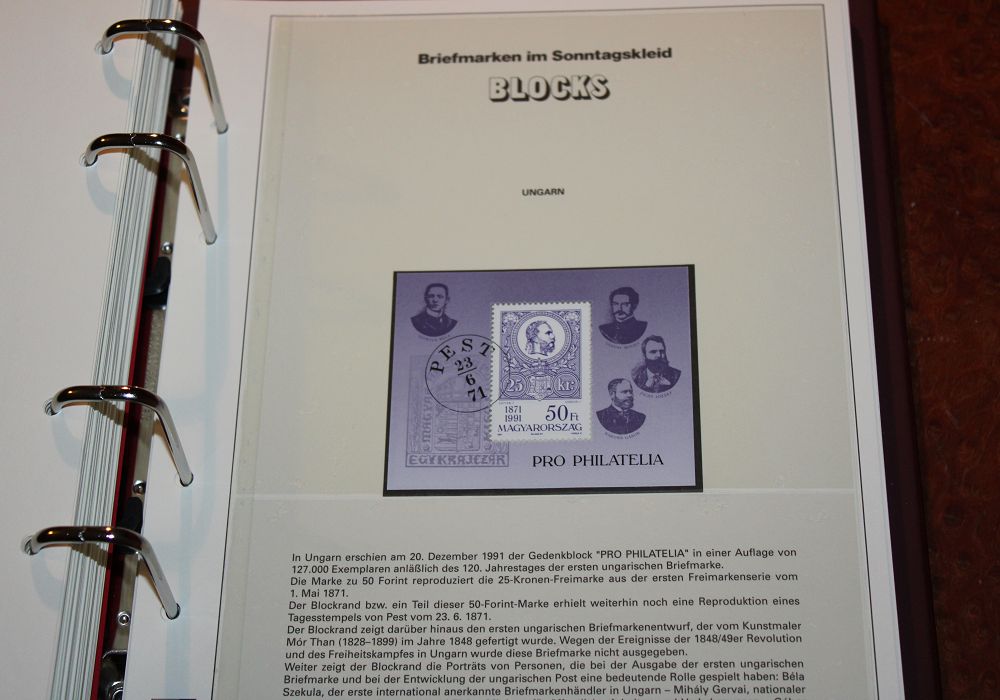 Briefmarken im Sonntagskleid
BLOCKS
UNGARN
PEST
23
6
71
25 kr.
1871
1991
50 Ft
MAGYARORSZÁG
MAGYAR
EGY KRAJCZÁR
PRO PHILATELIA
In Ungarn erschien am 20. Dezember 1991 der Gedenkblock "PRO PHILATELIA" in einer Auflage von
127.000 Exemplaren anläßlich des 120. Jahrestages der ersten ungarischen Briefmarke.
Die Marke zu 50 Forint reproduziert die 25-Kronen-Freimarke aus der ersten Freimarkenserie vom
1. Mai 1871.
Der Blockrand bzw. ein Teil dieser 50-Forint-Marke erhielt weiterhin noch eine Reproduktion eines
Tagesstempels von Pest vom 23. 6. 1871.
Der Blockrand zeigt darüber hinaus den ersten ungarischen Briefmarkenentwurf, der vom Kunstmaler
Mór Than (1828–1899) im Jahre 1848 gefertigt wurde. Wegen der Ereignisse der 1848/49er Revolution
und des Freiheitskampfes in Ungarn wurde diese Briefmarke nicht ausgegeben.
Weiter zeigt der Blockrand die Porträts von Personen, die bei der Ausgabe der ersten ungarischen
Briefmarke und bei der Entwicklung der ungarischen Post eine bedeutende Rolle gespielt haben: Béla
Szekula, der erste international anerkannte Briefmarkenhändler in Ungarn – Mihály Gervai, nationaler